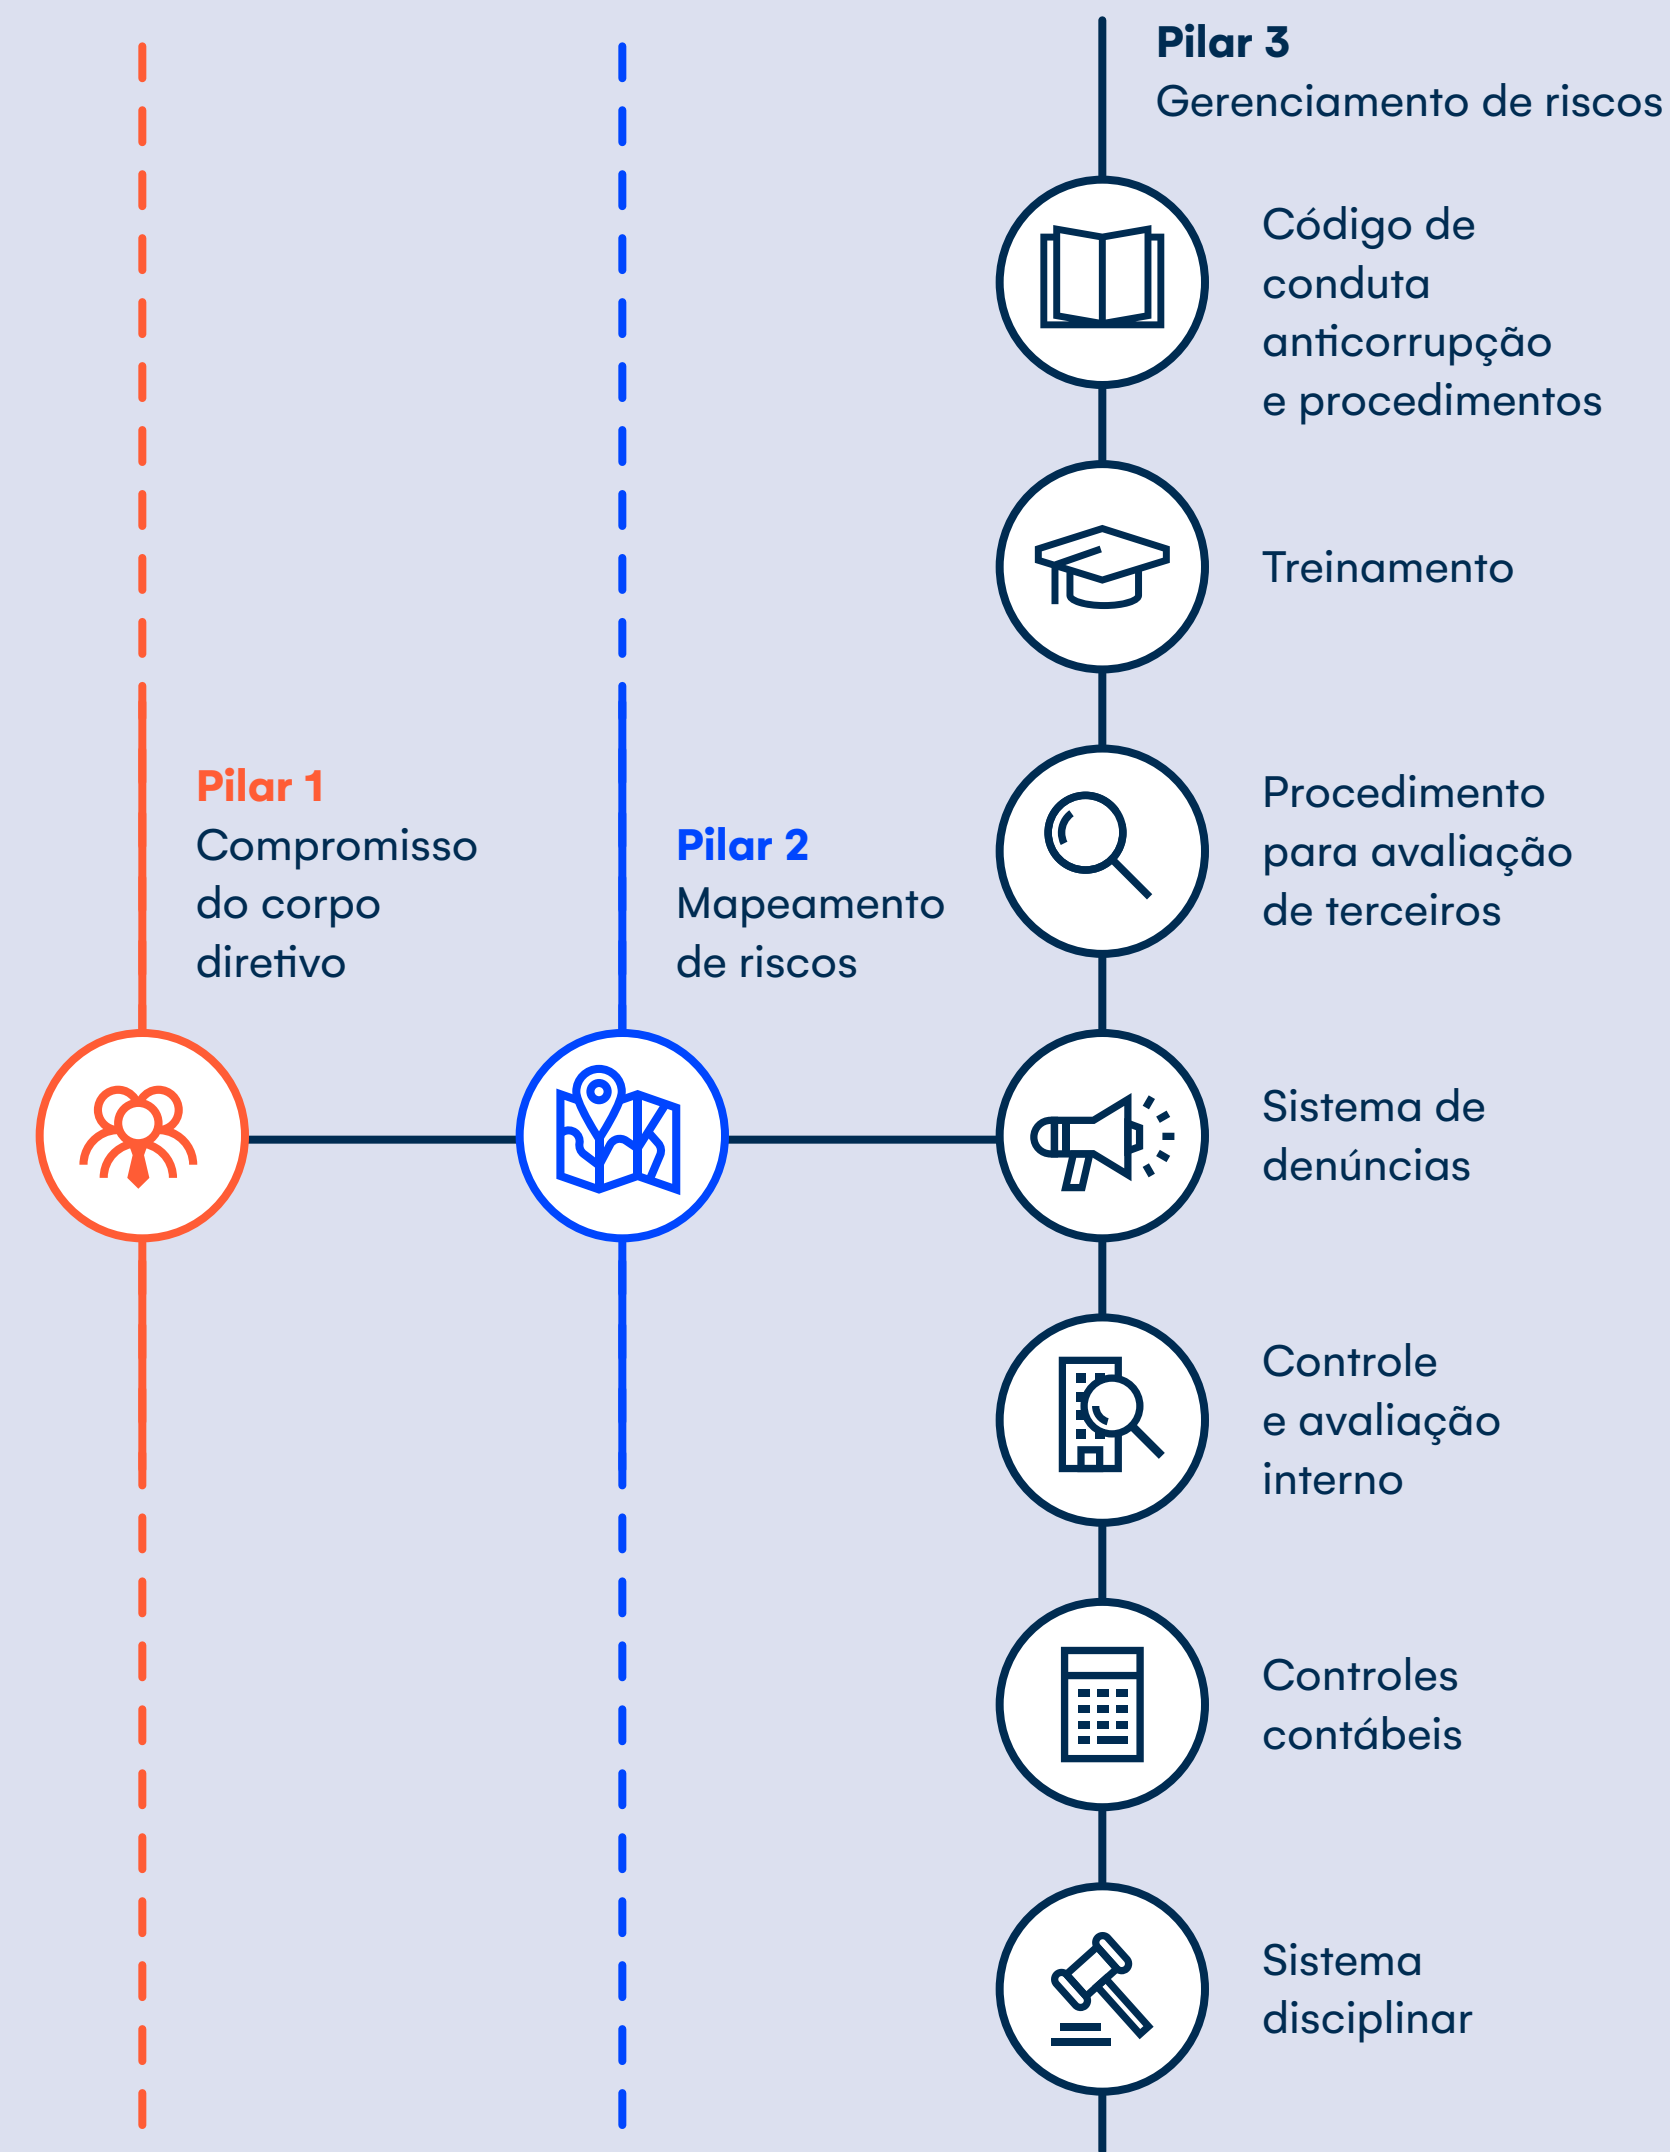 Pilar 1
Compromisso
do corpo
diretivo
Pilar 2
Mapeamento
de riscos
Pilar 3
Gerenciamento de riscos
Código de
conduta
anticorrupção
e procedimentos
Treinamento
Procedimento
para avaliação
de terceiros
Sistema de
denúncias
Controle
e avaliação
interno
Controles
contábeis
Sistema
disciplinar